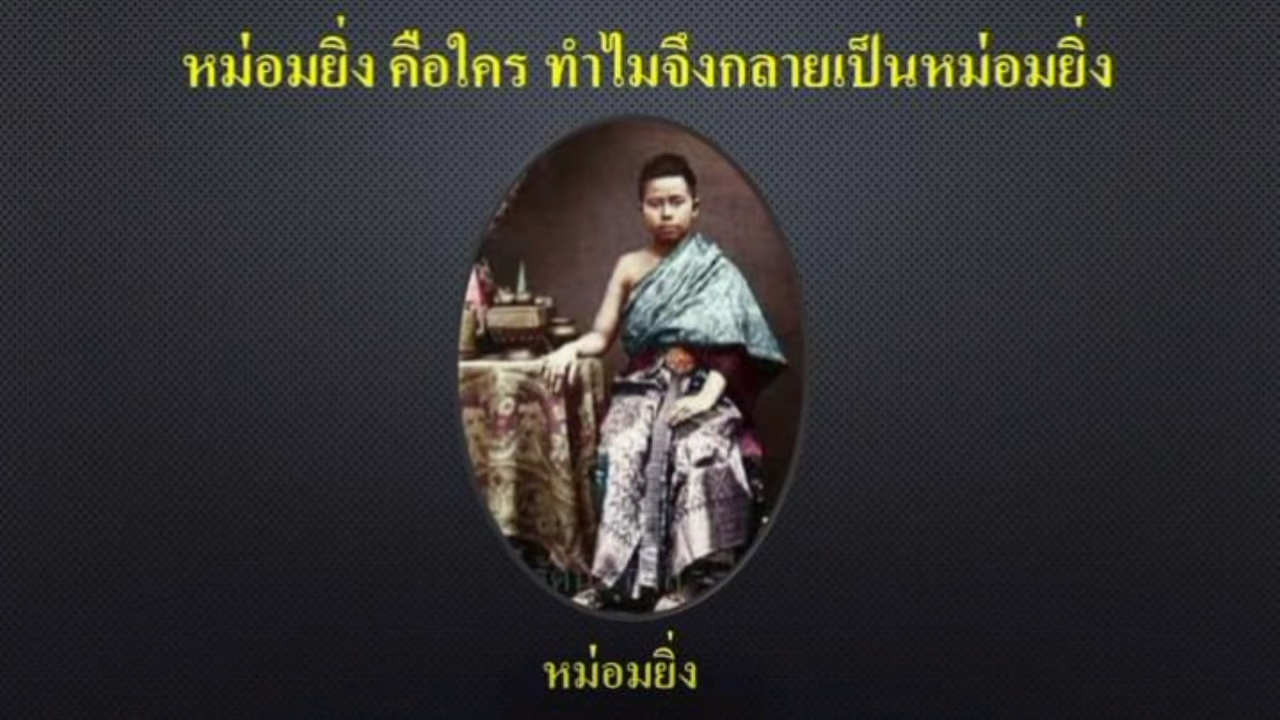 หม่อมยิ่ง คือใคร ทำไมจึงกลายเป็นหม่อมยิ่ง
หม่อมยิ่ง